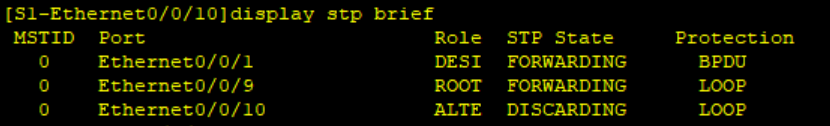 [S1-Ethernet0/0/10]display stp brief
MSTID Port Role STP State Protection
0 Ethernet0/0/1 DESI FORWARDING BPDU
0 Ethernet0/0/9 ROOT FORWARDING LOOP
0 Ethernet0/0/10 ALTE DISCARDING LOOP